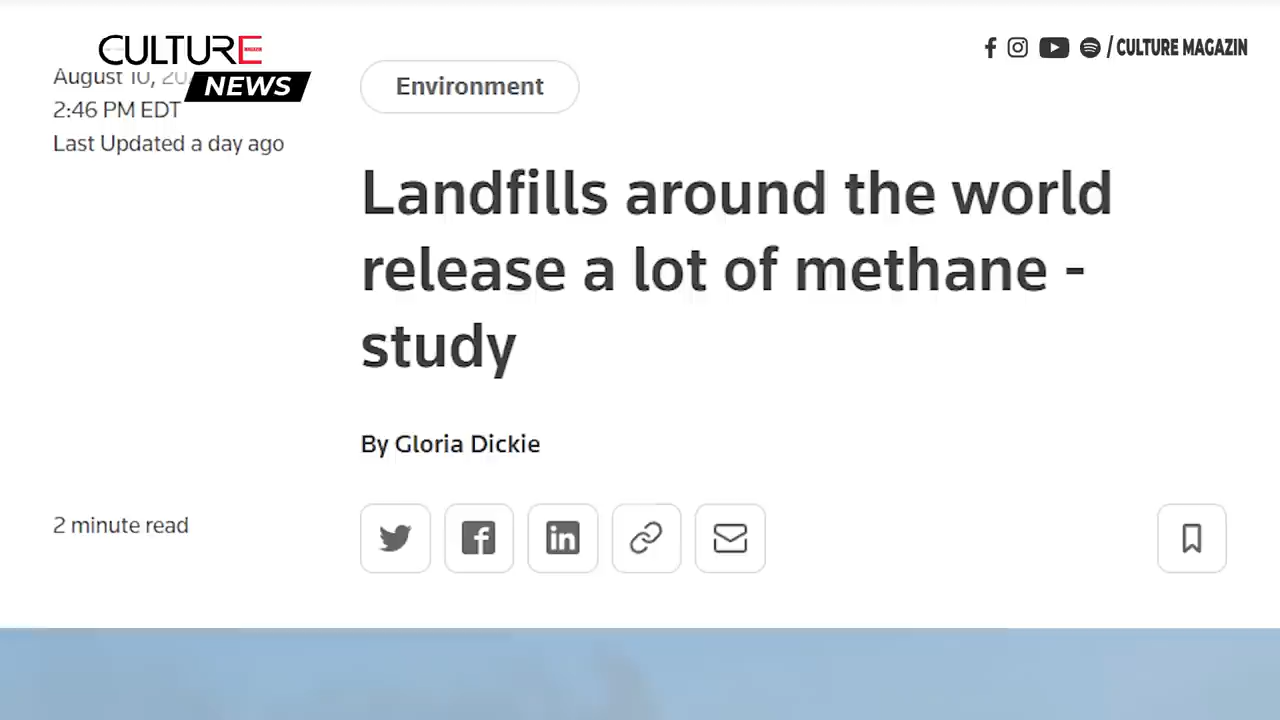 CULTURE
NEWS
/ CULTURE MAGAZIN
August 10,
2:46 PM EDT
Last Updated a day ago
Environment
Landfills around the world
release a lot of methane -
study
By Gloria Dickie
2 minute read